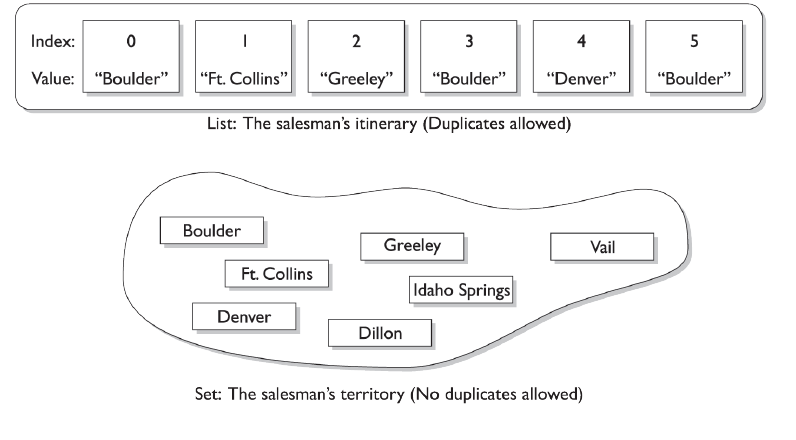 Index: 0 1 2 3 4 5
Value: “Boulder” “Ft. Collins” “Greeley” “Boulder” “Denver” “Boulder”
List: The salesman’s itinerary (Duplicates allowed)
Boulder
Greeley
Vail
Ft. Collins
Idaho Springs
Denver
Dillon
Set: The salesman’s territory (No duplicates allowed)